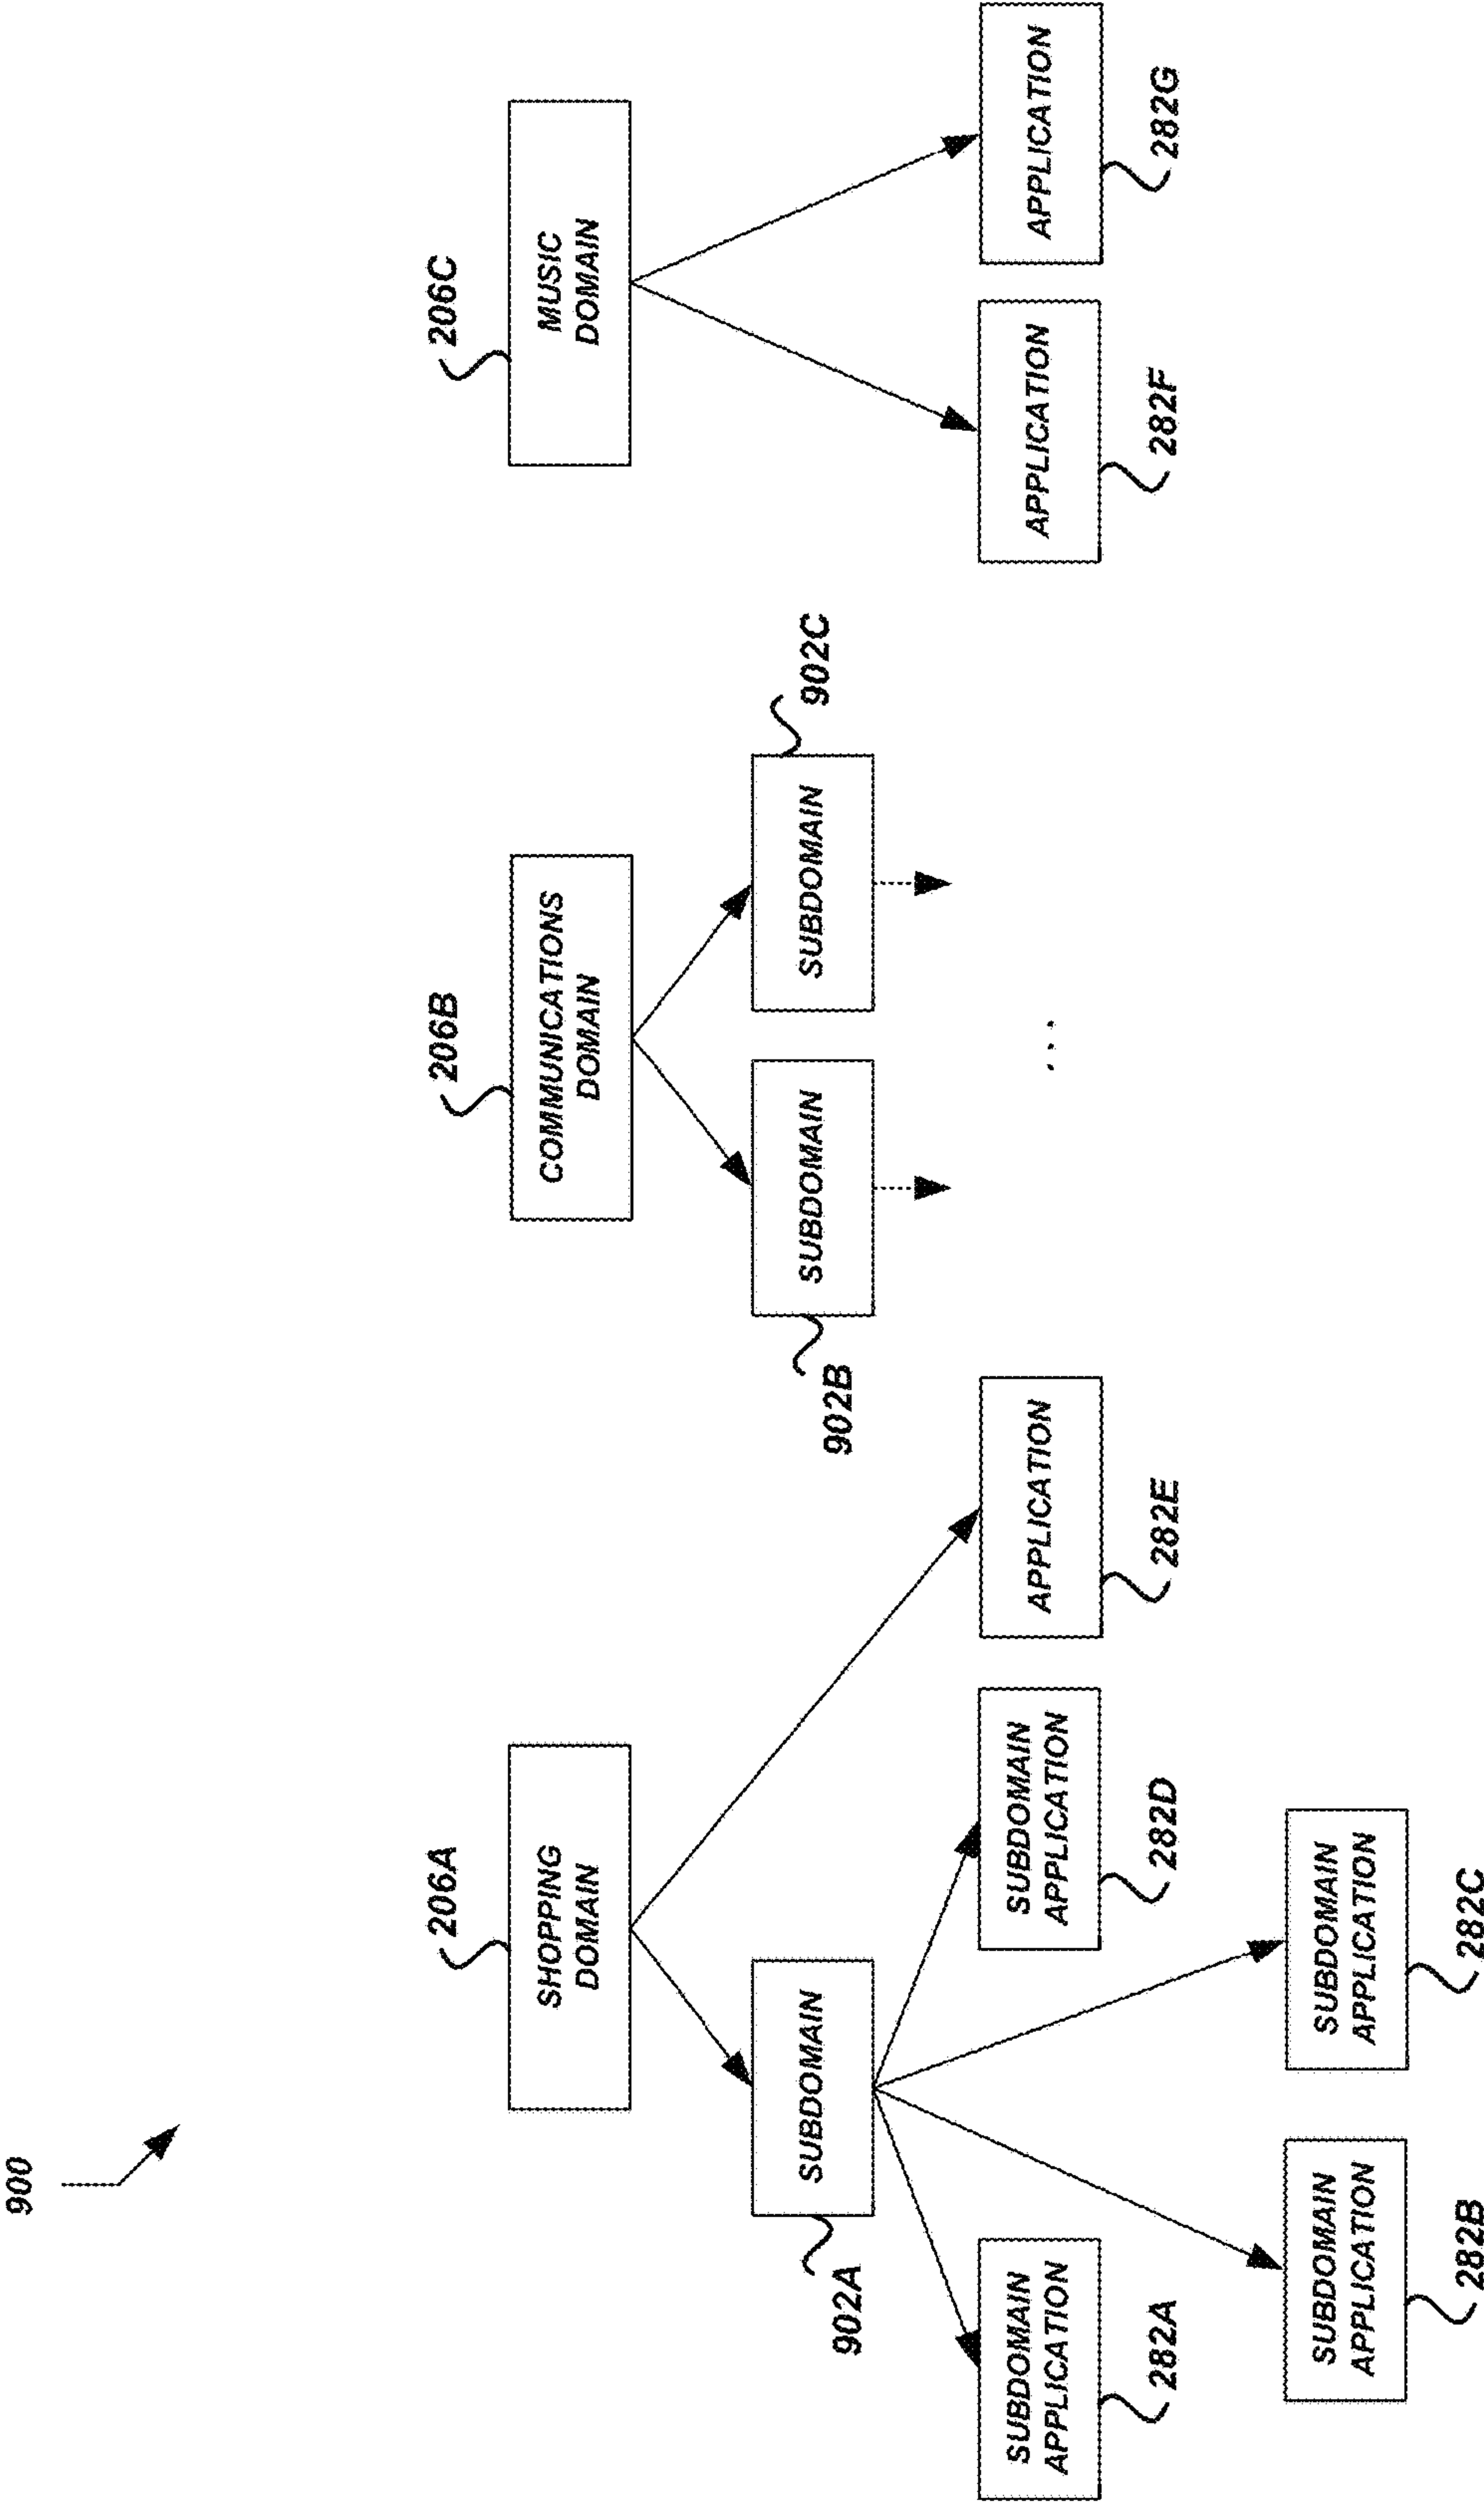 900
206A
SHOPPING
DOMAIN
206B
COMMUNICATIONS
DOMAIN
206C
MUSIC
DOMAIN
902A
SUBDOMAIN
902B
SUBDOMAIN
SUBDOMAIN
902C
SUBDOMAIN
APPLICATION
282A
SUBDOMAIN
APPLICATION
282D
APPLICATION
282E
...
APPLICATION
282F
APPLICATION
282G
SUBDOMAIN
APPLICATION
282B
SUBDOMAIN
APPLICATION
282C